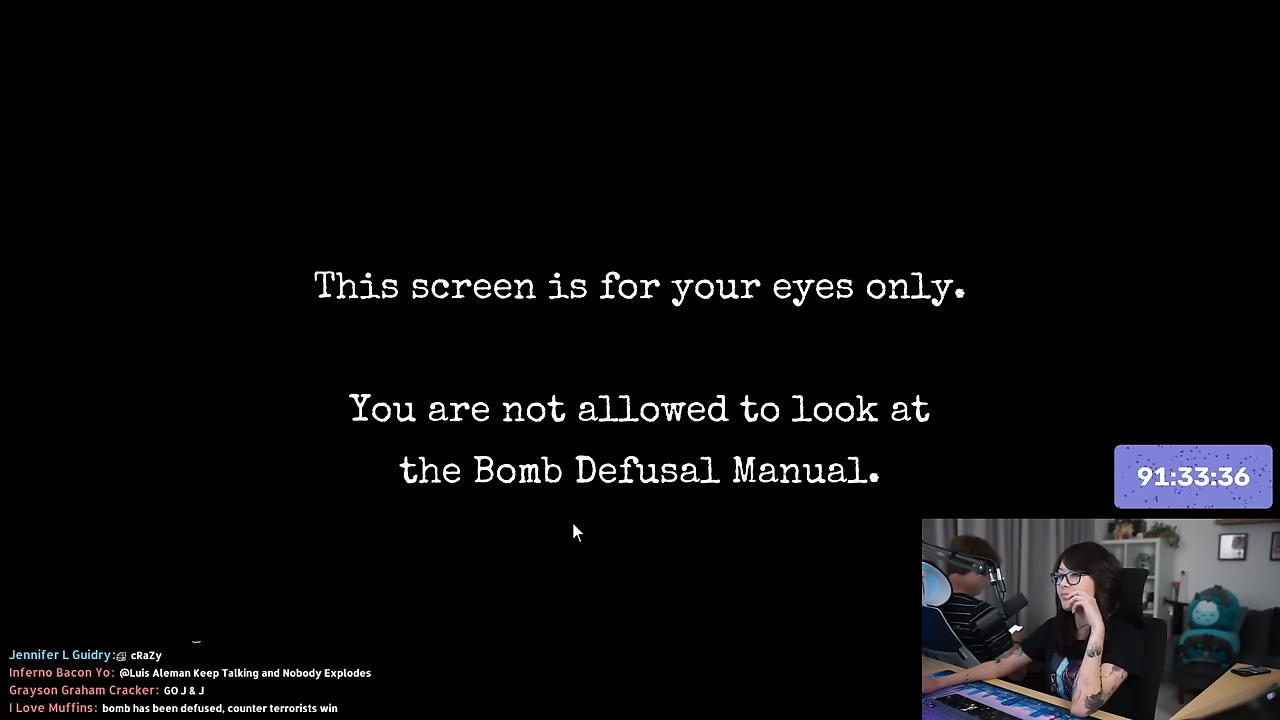 This screen is for your eyes only.
You are not allowed to look at
the Bomb Defusal Manual.
91:33:36
Jennifer L Guidry: cRaZy
Inferno Bacon Yo: @Luis Aleman Keep Talking and Nobody Explodes
Grayson Graham Cracker: GO J & J
I Love Muffins: bomb has been defused, counter terrorists win